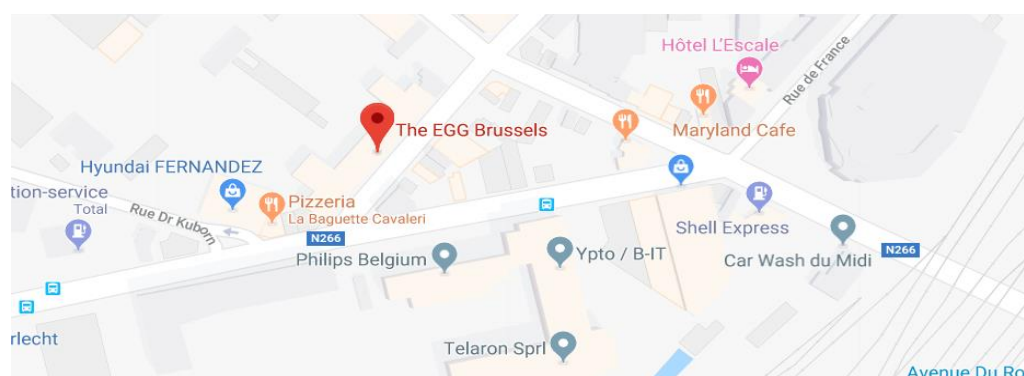 Hôtel L'Escale
Rue de France
The EGG Brussels
Maryland Cafe
Hyundai FERNANDEZ
tion-service
Total
Pizzeria
La Baguette Cavaleri
Rue Dr Kuborn
N266
Shell Express
Philips Belgium
Ypto / B-IT
Car Wash du Midi
N266
rlecht
Telaron Sprl
Avenue Du Ro